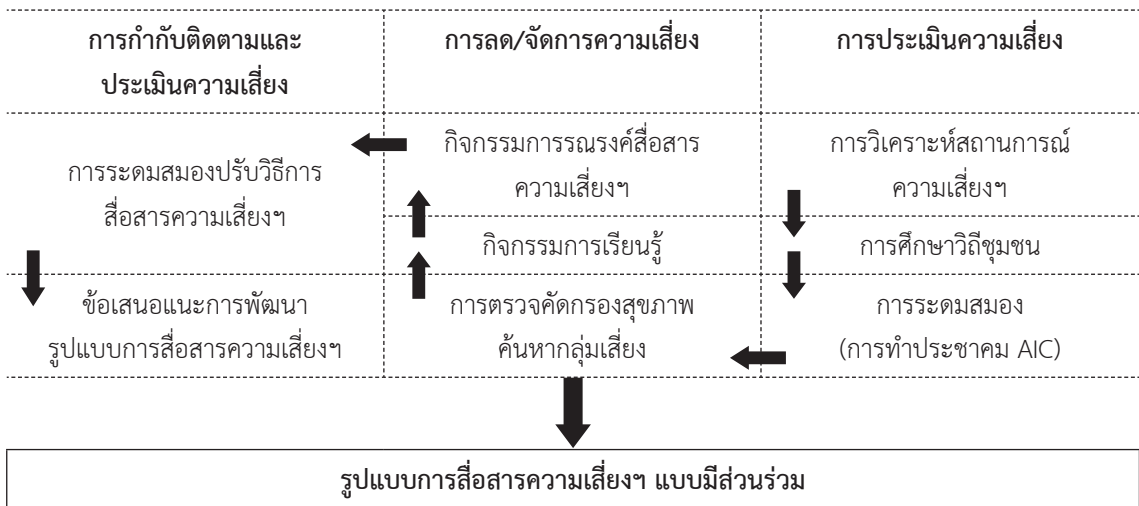 การกำกับติดตามและ
ประเมินความเสี่ยง
การลด/จัดการความเสี่ยง
การประเมินความเสี่ยง
การระดมสมองปรับวิธีการ
สื่อสารความเสี่ยงฯ
กิจกรรมการรณรงค์สื่อสาร
ความเสี่ยงฯ
การวิเคราะห์สถานการณ์
ความเสี่ยงฯ
กิจกรรมการเรียนรู้
การศึกษาวิถีชุมชน
ข้อเสนอแนะการพัฒนา
รูปแบบการสื่อสารความเสี่ยงฯ
การตรวจคัดกรองสุขภาพ
ค้นหากลุ่มเสี่ยง
การระดมสมอง
(การทำประชาคม AIC)
รูปแบบการสื่อสารความเสี่ยงฯ แบบมีส่วนร่วม